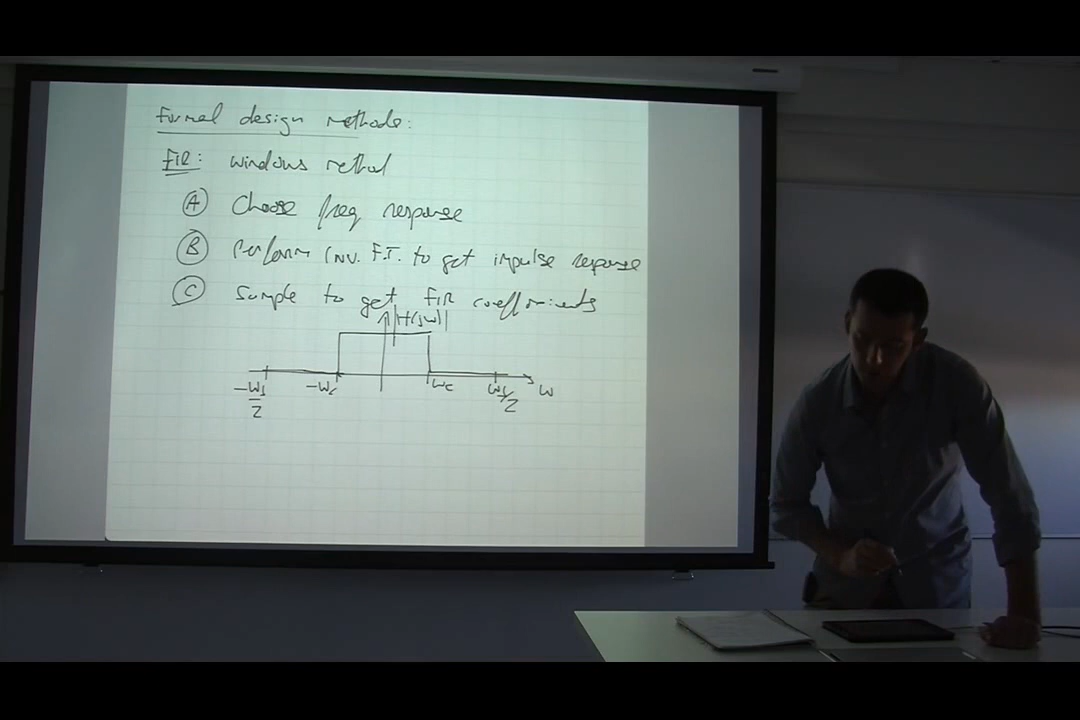 Formal design methods:
FIR: windows method
A choose freq response
B Perform inv. F.T. to get impulse response
C Sample to get FIR coefficients
|H(jω)|
-ωs/2 -ωc ωc ωs/2 ω